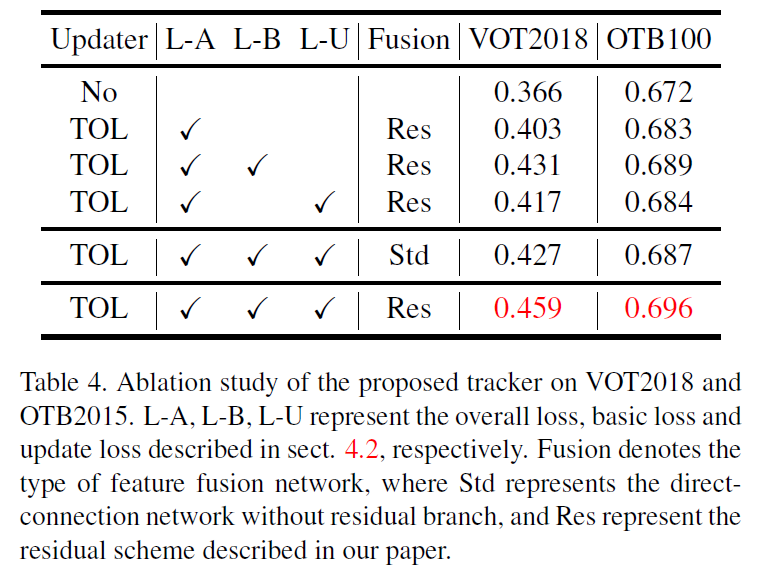 Updater L-A L-B L-U Fusion VOT2018 OTB100
No 0.366 0.672
TOL ✓ Res 0.403 0.683
TOL ✓ ✓ Res 0.431 0.689
TOL ✓ ✓ Res 0.417 0.684
TOL ✓ ✓ ✓ Std 0.427 0.687
TOL ✓ ✓ ✓ Res 0.459 0.696
Table 4. Ablation study of the proposed tracker on VOT2018 and
OTB2015. L-A, L-B, L-U represent the overall loss, basic loss and
update loss described in sect. 4.2, respectively. Fusion denotes the
type of feature fusion network, where Std represents the direct-
connection network without residual branch, and Res represent the
residual scheme described in our paper.